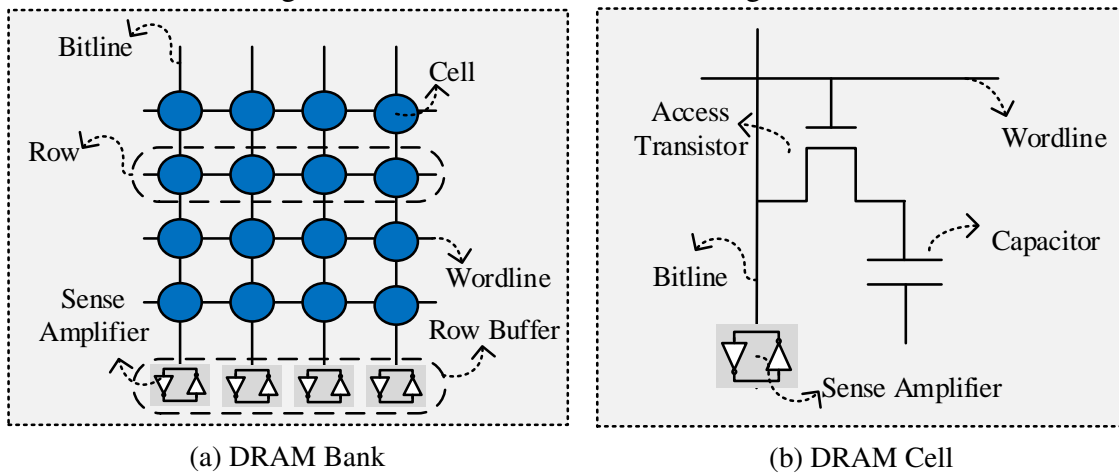 Bitline
Cell
Row
Wordline
Sense
Amplifier
Row Buffer
(a) DRAM Bank
Access
Transistor
Wordline
Capacitor
Bitline
Sense Amplifier
(b) DRAM Cell